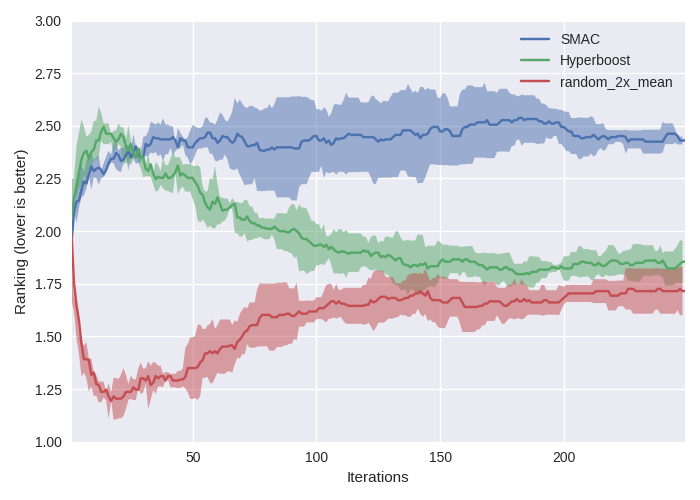 3.00
2.75
2.50
2.25
2.00
1.75
1.50
1.25
1.00
Ranking (lower is better)
SMAC
Hyperboost
random_2x_mean
50
100
150
200
Iterations